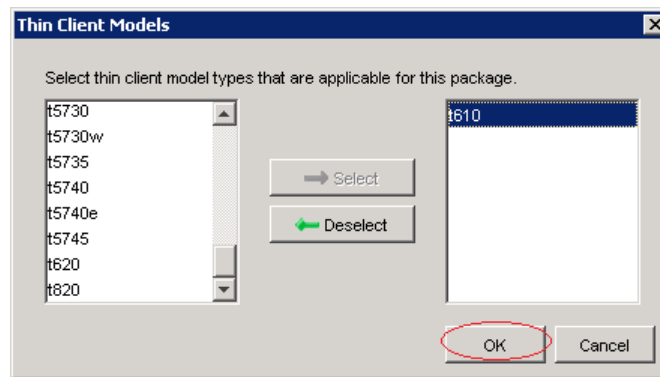 Thin Client Models
Select thin client model types that are applicable for this package.
t5730
t5730w
t5735
t5740
t5740e
t5745
t620
t820
Select
Deselect
t610
OK
Cancel